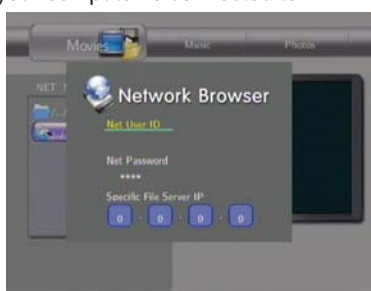 Movies Music Photos
NET
Network Browser
Net User ID
Net Password
****
Specific File Server IP
0 . 0 . 0 . 0